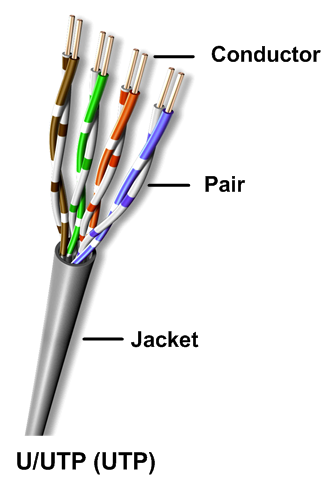 Conductor
Pair
Jacket
U/UTP (UTP)